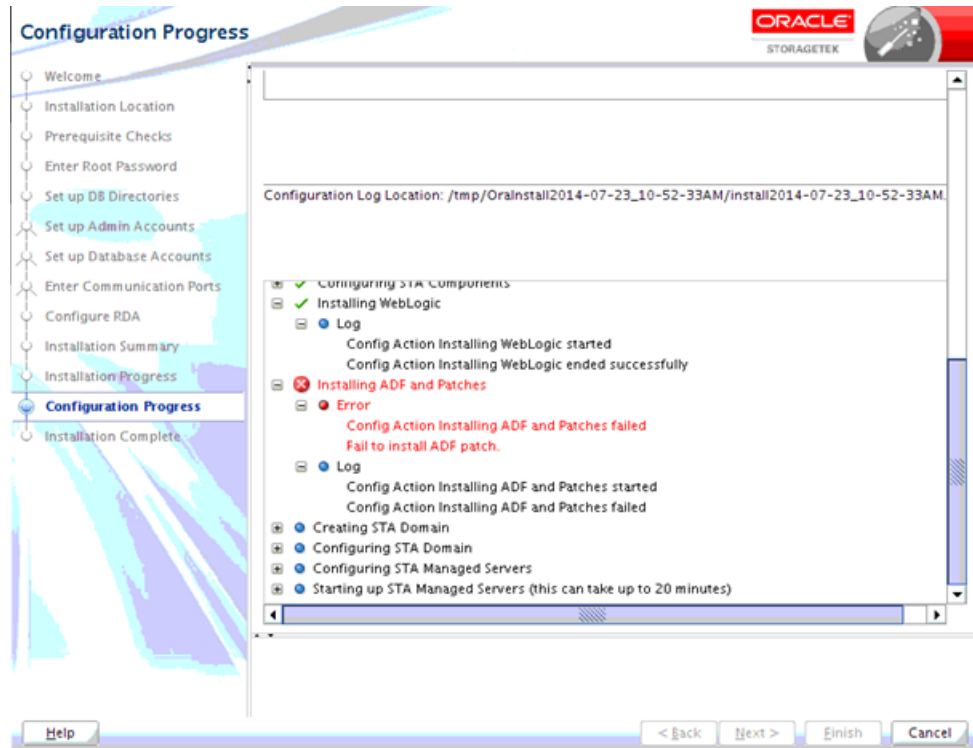 Configuration Progress
ORACLE
STORAGETEK
Welcome
Installation Location
Prerequisite Checks
Enter Root Password
Set up DB Directories
Set up Admin Accounts
Set up Database Accounts
Enter Communication Ports
Configure RDA
Installation Summary
Installation Progress
Configuration Progress
Installation Complete
Configuration Log Location: /tmp/OraInstall2014-07-23_10-52-33AM/install2014-07-23_10-52-33AM.
Configuring STA Components
Installing WebLogic
Log
Config Action Installing WebLogic started
Config Action Installing WebLogic ended successfully
Installing ADF and Patches
Error
Config Action Installing ADF and Patches failed
Fail to install ADF patch.
Log
Config Action Installing ADF and Patches started
Config Action Installing ADF and Patches failed
Creating STA Domain
Configuring STA Domain
Configuring STA Managed Servers
Starting up STA Managed Servers (this can take up to 20 minutes)
Help
< Back
Next >
Finish
Cancel